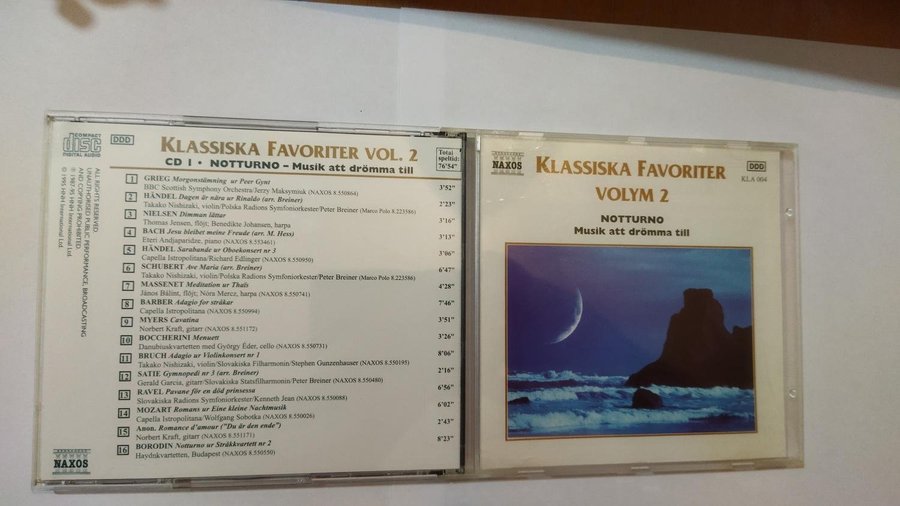 COMPACT
disc
DIGITAL AUDIO
DDD
KLASSISKA FAVORITER VOL. 2
CD 1 • NOTTURNO – Musik att drömma till
Total
speltid:
76'54"
1 GRIEG Morgonstämning ur Peer Gynt
BBC Scottish Symphony Orchestra/Jerzy Maksymiuk (NAXOS 8.550864) 3'52"
2 HÄNDEL Dagen är nära ur Rinaldo (arr. Breiner)
Takako Nishizaki, violin/Polska Radions Symfoniorkester/Peter Breiner (Marco Polo 8.223586) 2'23"
3 NIELSEN Dimman lättar
Thomas Jensen, flöjt; Benedikte Johansen, harpa 3'16"
4 BACH Jesu bleibet meine Freude (arr. M. Hess)
Eteri Andjaparidze, piano (NAXOS 8.553461) 3'13"
5 HÄNDEL Sarabande ur Oboekonsert nr 3
Capella Istropolitana/Richard Edlinger (NAXOS 8.550950) 3'06"
6 SCHUBERT Ave Maria (arr. Breiner)
Takako Nishizaki, violin/Polska Radions Symfoniorkester/Peter Breiner (Marco Polo 8.223586) 6'47"
7 MASSENET Meditation ur Thaïs
János Bálint, flöjt; Nóra Mercz, harpa (NAXOS 8.550741) 4'28"
8 BARBER Adagio for stråkar
Capella Istropolitana (NAXOS 8.550994) 7'46"
9 MYERS Cavatina
Norbert Kraft, gitarr (NAXOS 8.551172) 3'51"
10 BOCCHERINI Menuett
Danubiuskvartetten med György Éder, cello (NAXOS 8.550731) 3'26"
11 BRUCH Adagio ur Violinkonsert nr 1
Takako Nishizaki, violin/Slovakiska Filharmonin/Stephen Gunzenhauser (NAXOS 8.550195) 8'06"
12 SATIE Gymnopedi nr 3 (arr. Breiner)
Gerald Garcia, gitarr/Slovakiska Statsfilharmonin/Peter Breiner (NAXOS 8.550480) 2'16"
13 RAVEL Pavane för en död prinsessa
Slovakiska Radions Symfoniorkester/Kenneth Jean (NAXOS 8.550088) 6'56"
14 MOZART Romans ur Eine kleine Nachtmusik
Capella Istropolitana/Wolfgang Sobotka (NAXOS 8.550026) 6'02"
15 Anon. Romance d'amour ("Du är den ende")
Norbert Kraft, gitarr (NAXOS 8.551171) 2'43"
16 BORODIN Notturno ur Stråkkvartett nr 2
Haydnkvartetten, Budapest (NAXOS 8.550550) 8'23"
ALL RIGHTS RESERVED.
UNAUTHORISED PUBLIC PERFORMANCE, BROADCASTING
AND COPYING PROHIBITED.
℗ 1987-95 HNH International Ltd.
© 1995 HNH International Ltd.
NAXOS
NAXOS
KLASSISKA FAVORITER
VOLYM 2
DDD
KLA 004
NOTTURNO
Musik att drömma till